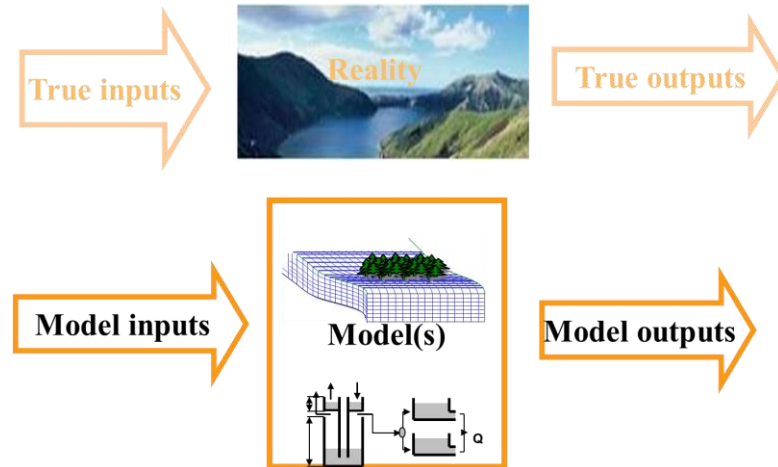 True inputs
Reality
True outputs
Model inputs
Model(s)
Model outputs
Q